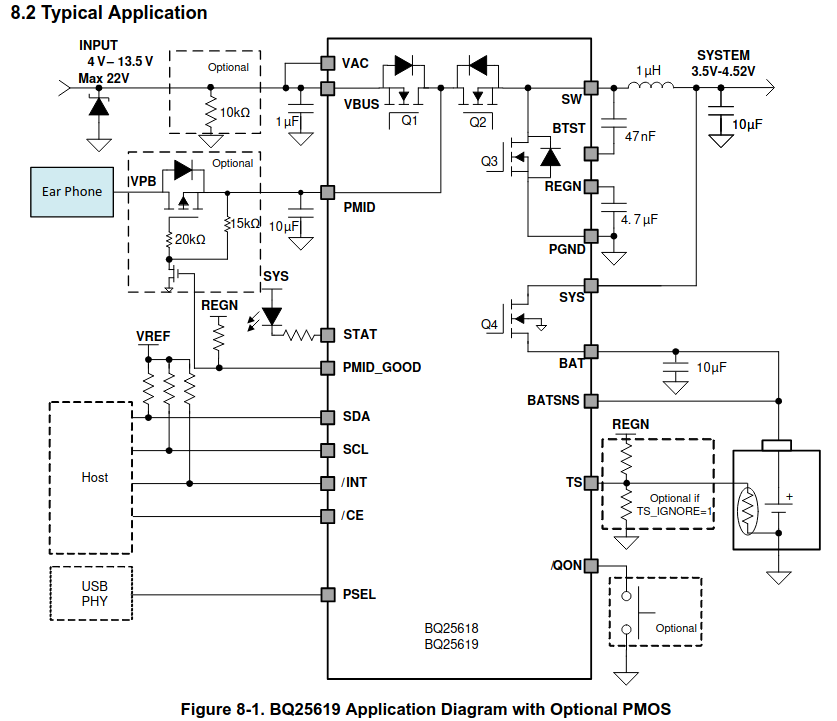 8.2 Typical Application
INPUT
4 V – 13.5 V
Max 22V
Optional
10kΩ
1 µF
VAC
VBUS
Q1
Q2
SW
1 µH
SYSTEM
3.5V-4.52V
10µF
BTST
47nF
Q3
REGN
4. 7 µF
PGND
Optional
VPB
Ear Phone
15kΩ
20kΩ
10µF
PMID
SYS
SYS
REGN
STAT
Q4
VREF
PMID_GOOD
BAT
10µF
BATSNS
SDA
REGN
SCL
Host
/INT
TS
Optional if
TS_IGNORE=1
+
/CE
/QON
USB
PHY
PSEL
Optional
BQ25618
BQ25619
Figure 8-1. BQ25619 Application Diagram with Optional PMOS